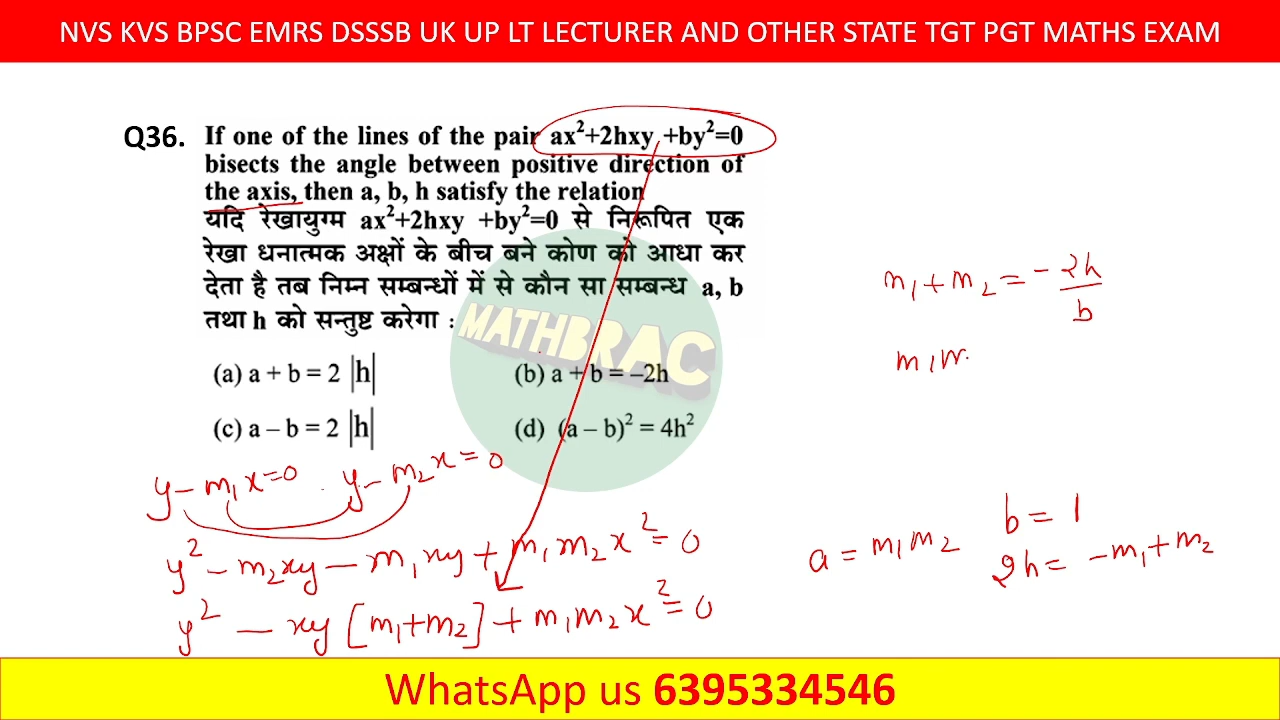 NVS KVS BPSC EMRS DSSSB UK UP LT LECTURER AND OTHER STATE TGT PGT MATHS EXAM
Q36. If one of the lines of the pair ax²+2hxy +by²=0
bisects the angle between positive direction of
the axis, then a, b, h satisfy the relation
यदि रेखायुग्म ax²+2hxy +by²=0 से निरूपित एक
रेखा धनात्मक अक्षों के बीच बने कोण को आधा कर
देता है तब निम्न सम्बन्धों में से कौन सा सम्बन्ध a, b
तथा h को सन्तुष्ट करेगा :
(a) a + b = 2 |h| (b) a + b = –2h
(c) a – b = 2 |h| (d) (a – b)² = 4h²
MATHBRAC
m₁+m₂ = - 2h/b
m₁m
y - m₁x=0 . y - m₂x=0
y² - m₂xy - m₁xy + m₁m₂x² = 0
y² - xy [m₁+m₂] + m₁m₂x² = 0
a = m₁m₂
b = 1
2h = -m₁+m₂
WhatsApp us 6395334546